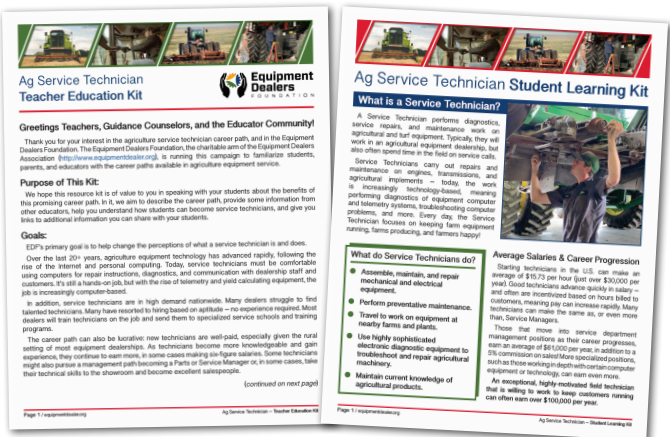 Ag Service Technician
Teacher Education Kit
Equipment
Dealers
FOUNDATION
Greetings Teachers, Guidance Counselors, and the Educator Community!
Thank you for your interest in the agriculture service technician career path, and in the Equipment
Dealers Foundation. The Equipment Dealers Foundation, the charitable arm of the Equipment Dealers
Association (http://www.equipmentdealer.org), is running this campaign to familiarize students,
parents, and educators with the career paths available in agriculture equipment service.
Purpose of This Kit:
We hope this resource kit is of value to you in speaking with your students about the benefits of
this promising career path. In it, we aim to describe the career path, provide some information from
other educators, help you understand how students can become service technicians, and give you
links to additional information you can share with your students.
Goals:
EDF's primary goal is to help change the perceptions of what a service technician is and does.
Over the last 20+ years, agriculture equipment technology has advanced rapidly, following the
rise of the Internet and personal computing. Today, service technicians must be comfortable
using computers for repair instructions, diagnostics, and communication with dealership staff and
customers. It's still a hands-on job, but with the rise of telemetry and yield calculating equipment, the
job is increasingly computer-based.
In addition, service technicians are in high demand nationwide. Many dealers struggle to find
talented technicians. Many have resorted to hiring based on aptitude – no experience required. Most
dealers will train technicians on the job and send them to specialized service schools and training
programs.
The career path can also be lucrative: new technicians are well-paid, especially given the rural
setting of most equipment dealerships. As technicians become more knowledgeable and gain
experience, they continue to earn more, in some cases making six-figure salaries. Some technicians
might also pursue a management path becoming a Parts or Service Manager or, in some cases, take
their technical skills to the showroom and become excellent salespeople.
(continued on next page)
Page 1 / equipmentdealer.org
Ag Service Technician – Teacher Education Kit
Ag Service Technician Student Learning Kit
What is a Service Technician?
A Service Technician performs diagnostics,
service repairs, and maintenance work on
agricultural and turf equipment. Typically, they will
work in an agricultural equipment dealership, but
also often spend time in the field on service calls.
Service Technicians carry out repairs and
maintenance on engines, transmissions, and
agricultural implements – today, the work
is increasingly technology-based, meaning
performing diagnostics of equipment computer
and telemetry systems, troubleshooting computer
problems, and more. Every day, the Service
Technician focuses on keeping farm equipment
running, farms producing, and farmers happy!
What do Service Technicians do?
Assemble, maintain, and repair
mechanical and electrical
equipment.
Perform preventative maintenance.
Travel to work on equipment at
nearby farms and plants.
Use highly sophisticated
electronic diagnostic equipment to
troubleshoot and repair agricultural
machinery.
Maintain current knowledge of
agricultural products.
Average Salaries & Career Progression
Starting technicians in the U.S. can make an
average of $15.73 per hour (just over $30,000 per
year). Good technicians advance quickly in salary –
and often are incentivized based on hours billed to
customers, meaning pay can increase rapidly. Many
technicians can make the same as, or even more
than, Service Managers.
Those that move into service department
management positions as their career progresses,
earn an average of $61,000 per year, in addition to a
5% commission on sales! More specialized positions,
such as those working in depth with certain computer
equipment or technology, can earn even more.
An exceptional, highly-motivated field technician
that is willing to work to keep customers running
can often earn over $100,000 per year.
Page 1 / equipmentdealer.org
Ag Service Technician – Student Learning Kit